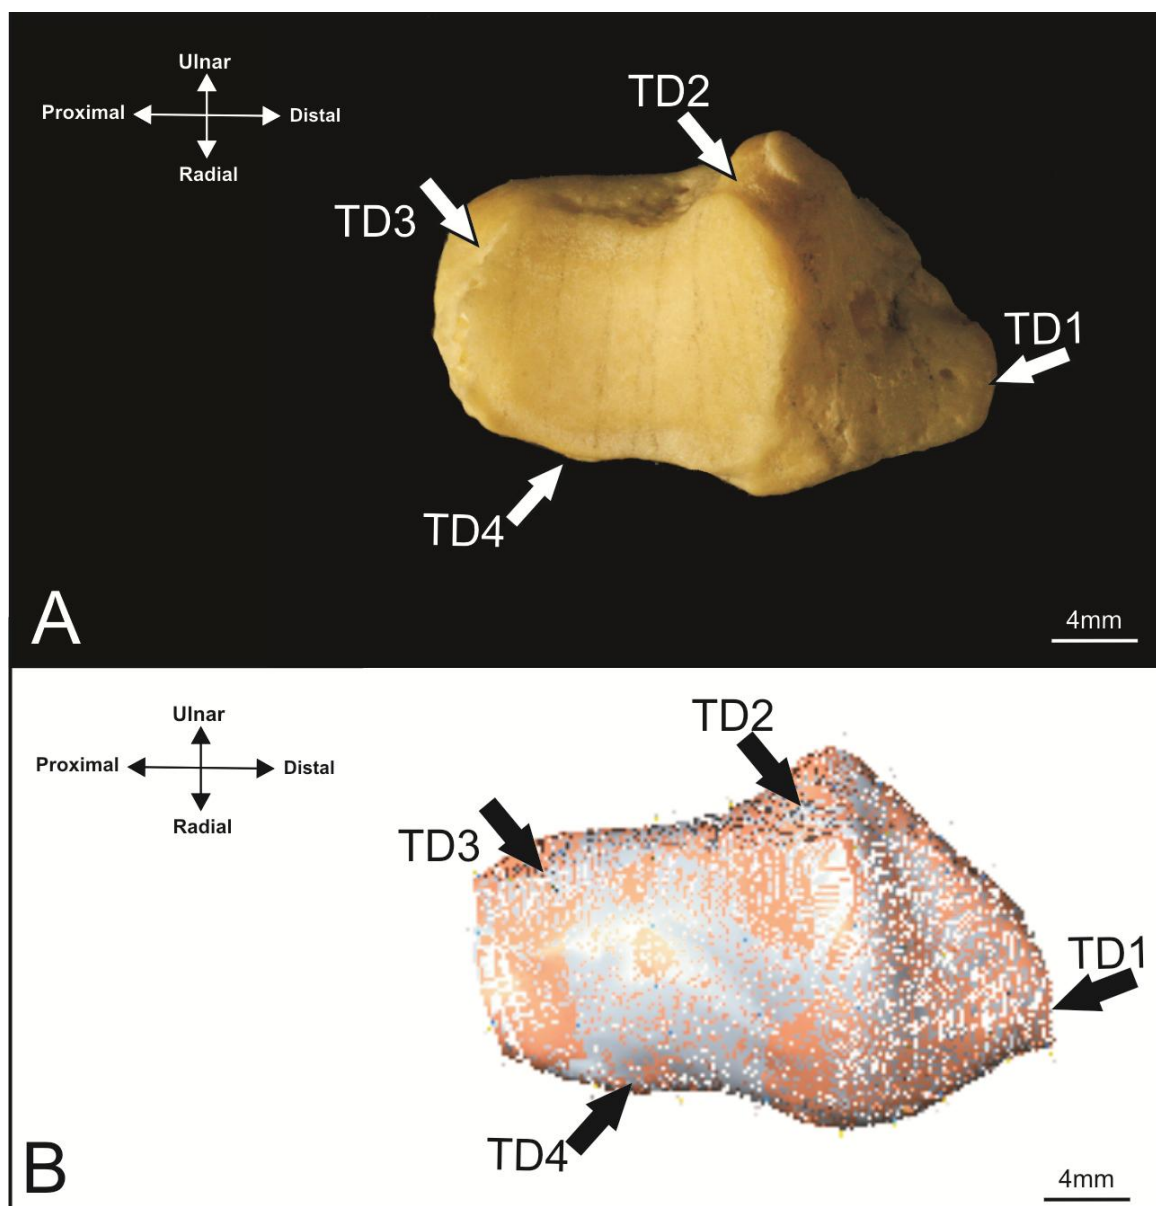 Ulnar
Proximal
Distal
Radial
TD2
TD3
TD1
TD4
A
4mm
Ulnar
Proximal
Distal
Radial
TD2
TD3
TD1
TD4
B
4mm